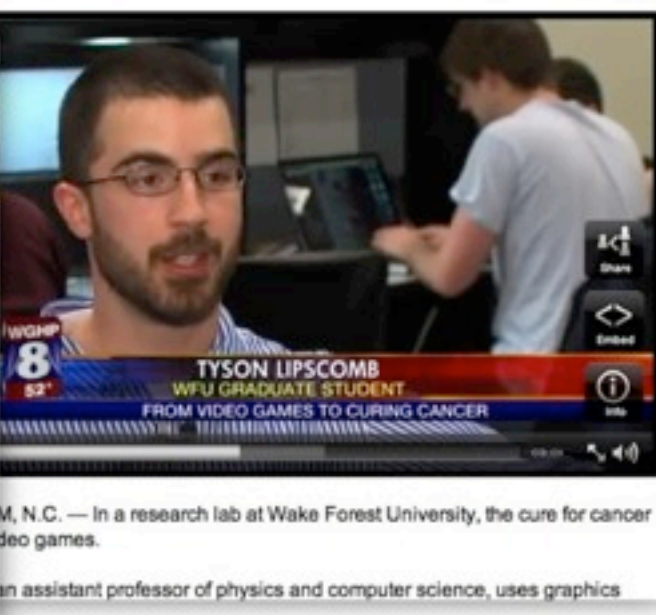 Share
Embed
WGHP
8
52°
TYSON LIPSCOMB
WFU GRADUATE STUDENT
Info
FROM VIDEO GAMES TO CURING CANCER
M, N.C. — In a research lab at Wake Forest University, the cure for cancer
deo games.
an assistant professor of physics and computer science, uses graphics